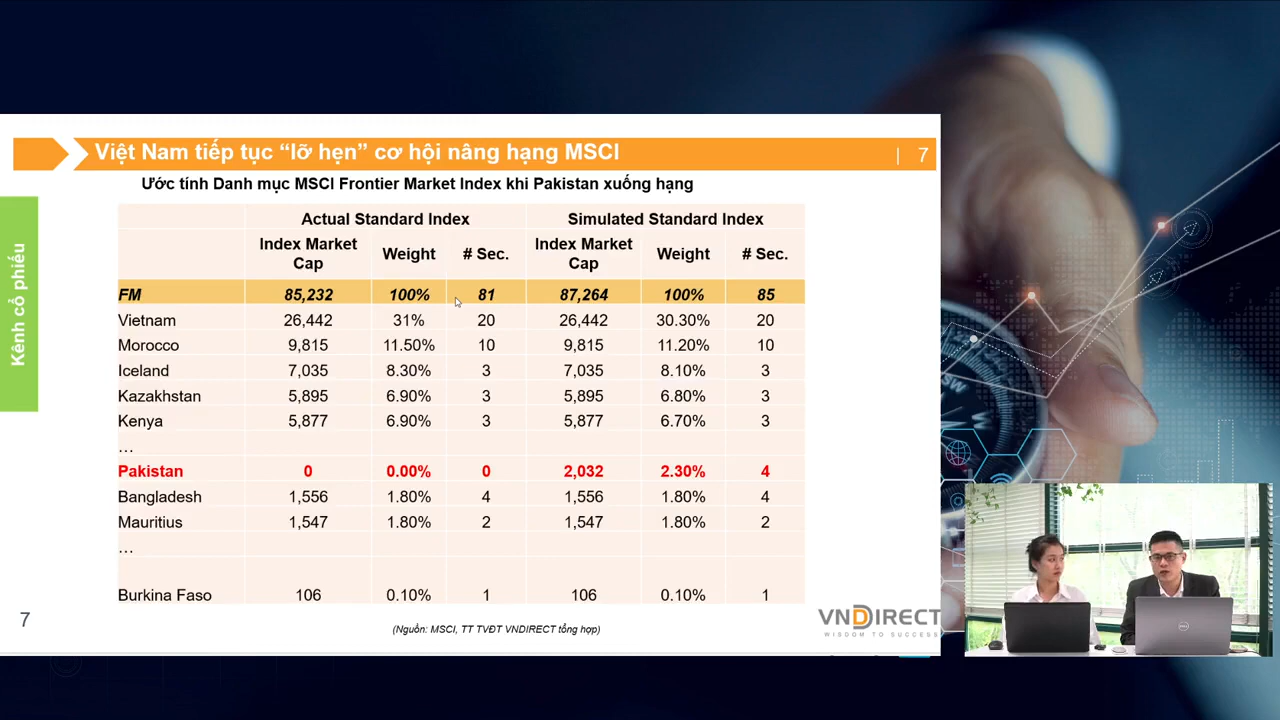 Việt Nam tiếp tục “lỡ hẹn” cơ hội nâng hạng MSCI | 7
Ước tính Danh mục MSCI Frontier Market Index khi Pakistan xuống hạng
Kênh cổ phiếu
Actual Standard Index Simulated Standard Index
Index Market Cap Weight # Sec. Index Market Cap Weight # Sec.
FM 85,232 100% 81 87,264 100% 85
Vietnam 26,442 31% 20 26,442 30.30% 20
Morocco 9,815 11.50% 10 9,815 11.20% 10
Iceland 7,035 8.30% 3 7,035 8.10% 3
Kazakhstan 5,895 6.90% 3 5,895 6.80% 3
Kenya 5,877 6.90% 3 5,877 6.70% 3
…
Pakistan 0 0.00% 0 2,032 2.30% 4
Bangladesh 1,556 1.80% 4 1,556 1.80% 4
Mauritius 1,547 1.80% 2 1,547 1.80% 2
…
Burkina Faso 106 0.10% 1 106 0.10% 1
7
(Nguồn: MSCI, TT TVĐT VNDIRECT tổng hợp)
VNDIRECT
WISDOM TO SUCCESS
SW
DELL